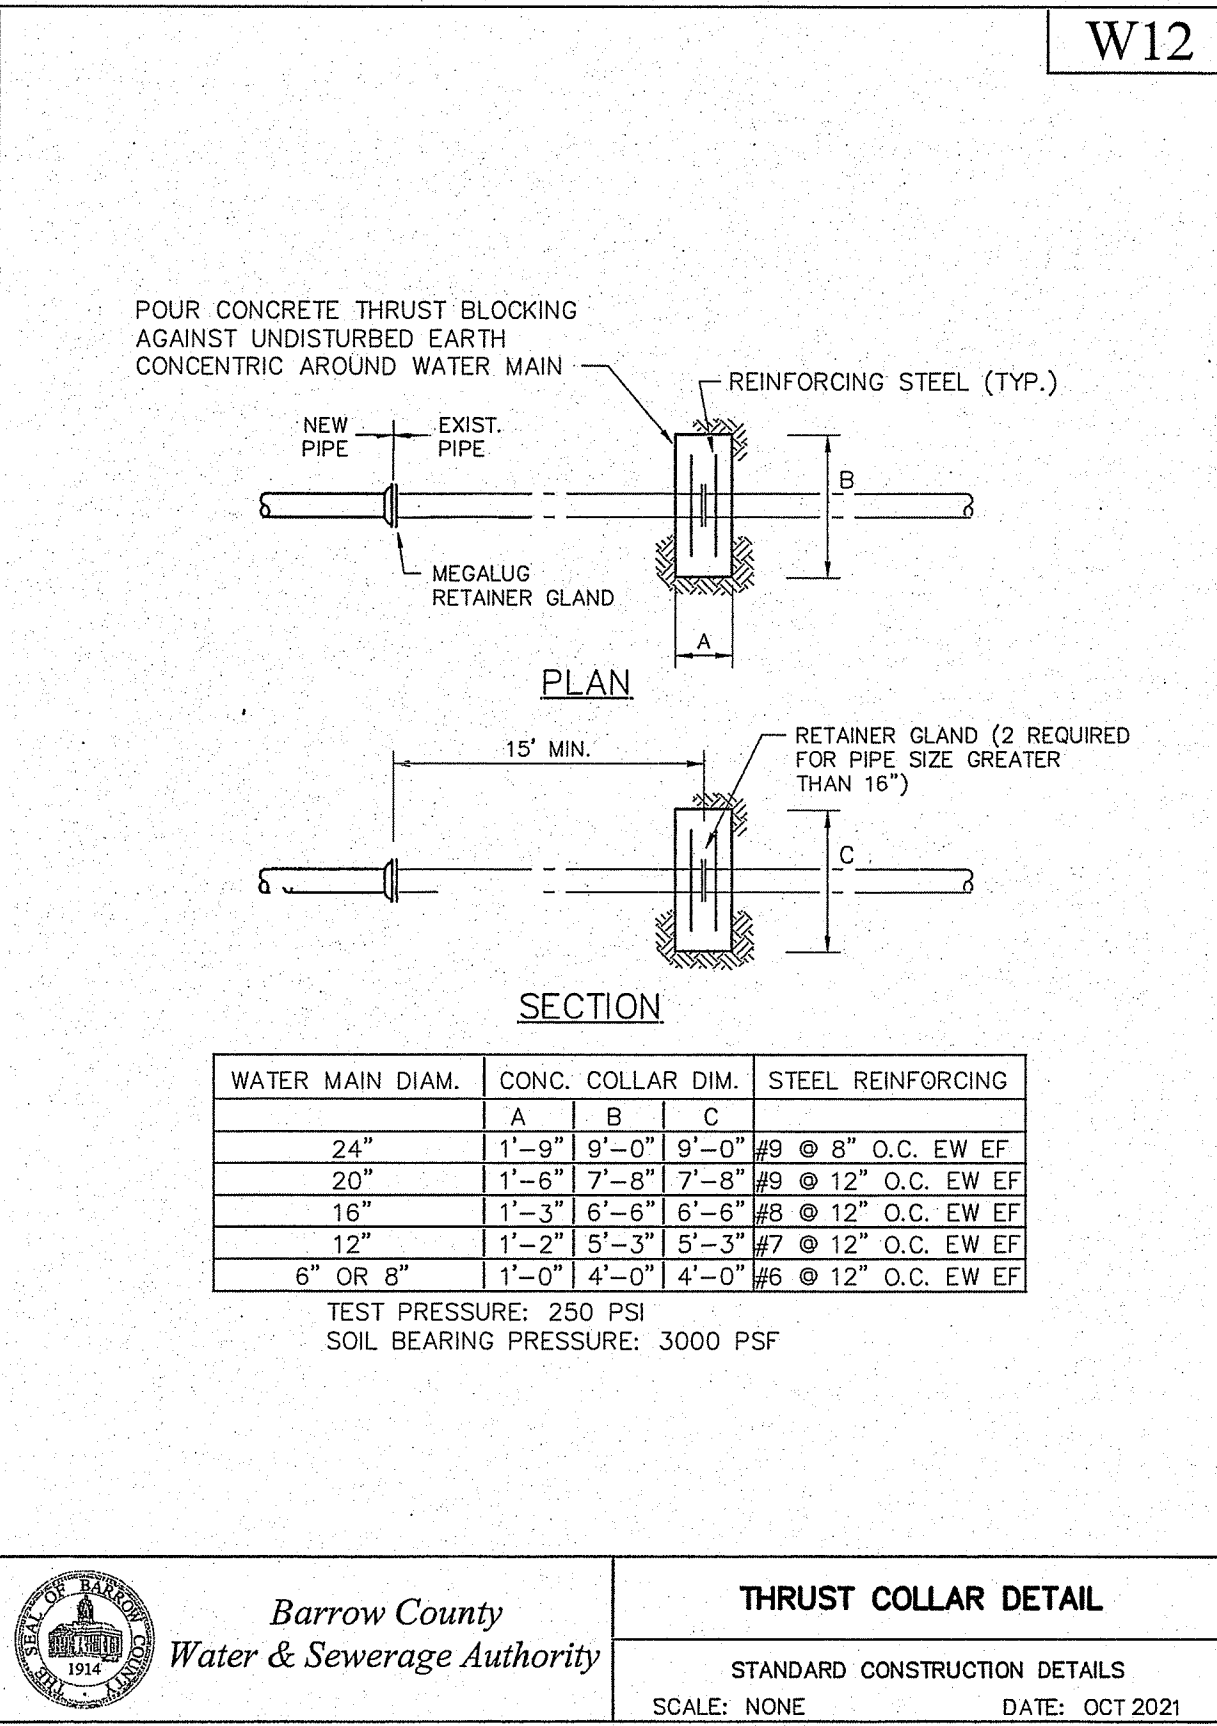 W12
POUR CONCRETE THRUST BLOCKING
AGAINST UNDISTURBED EARTH
CONCENTRIC AROUND WATER MAIN
REINFORCING STEEL (TYP.)
NEW
PIPE
EXIST.
PIPE
B
MEGALUG
RETAINER GLAND
A
PLAN
15' MIN.
RETAINER GLAND (2 REQUIRED
FOR PIPE SIZE GREATER
THAN 16")
C
SECTION
WATER MAIN DIAM. CONC. COLLAR DIM. STEEL REINFORCING
A B C
24" 1'-9" 9'-0" 9'-0" #9 @ 8" O.C. EW EF
20" 1'-6" 7'-8" 7'-8" #9 @ 12" O.C. EW EF
16" 1'-3" 6'-6" 6'-6" #8 @ 12" O.C. EW EF
12" 1'-2" 5'-3" 5'-3" #7 @ 12" O.C. EW EF
6" OR 8" 1'-0" 4'-0" 4'-0" #6 @ 12" O.C. EW EF
TEST PRESSURE: 250 PSI
SOIL BEARING PRESSURE: 3000 PSF
THE SEAL OF BARROW COUNTY
1914
Barrow County
Water & Sewerage Authority
THRUST COLLAR DETAIL
STANDARD CONSTRUCTION DETAILS
SCALE: NONE DATE: OCT 2021